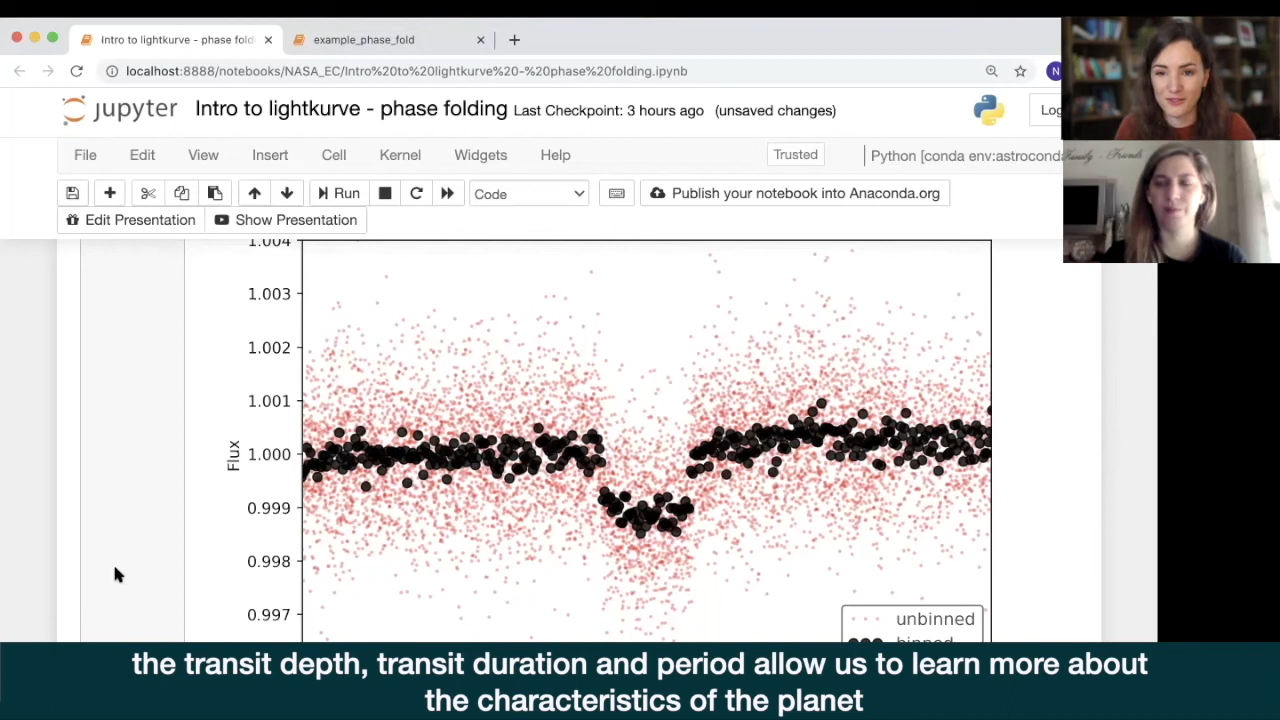 Intro to lightkurve - phase fold
example_phase_fold
localhost:8888/notebooks/NASA_EC/Intro%20to%20lightkurve%20-%20phase%20folding.ipynb
N
jupyter Intro to lightkurve - phase folding Last Checkpoint: 3 hours ago (unsaved changes)
Log
File Edit View Insert Cell Kernel Widgets Help
Trusted
Python [conda env:astrocond
Family - Friends
Run
Code
Publish your notebook into Anaconda.org
Edit Presentation
Show Presentation
1.004
1.003
1.002
1.001
1.000
0.999
0.998
0.997
Flux
unbinned
binned
the transit depth, transit duration and period allow us to learn more about
the characteristics of the planet